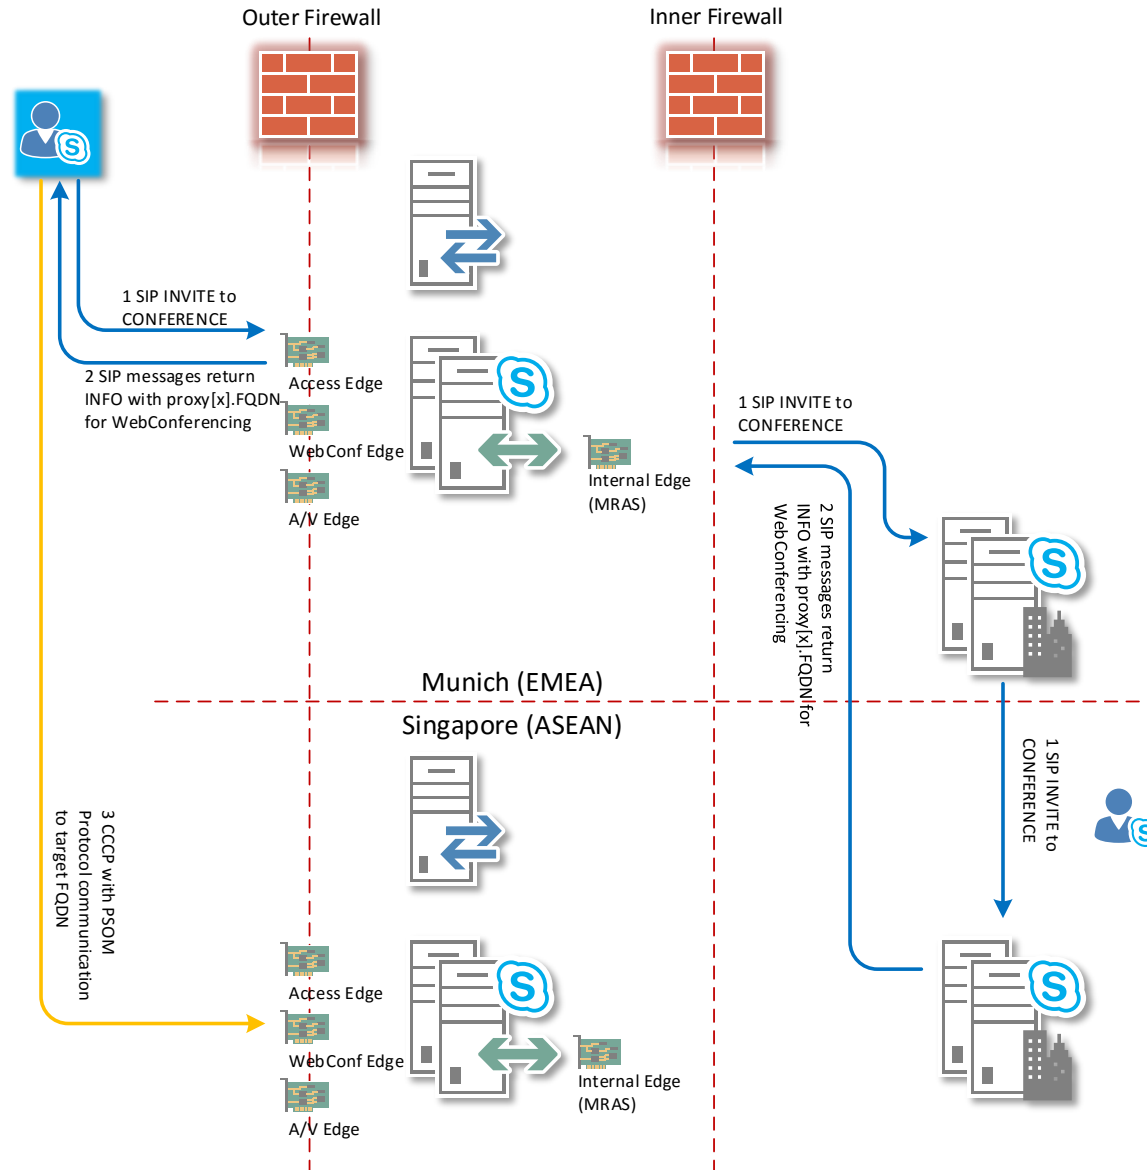 Outer Firewall
Inner Firewall
1 SIP INVITE to
CONFERENCE
Access Edge
2 SIP messages return
INFO with proxy[x].FQDN
for WebConferencing
WebConf Edge
A/V Edge
Internal Edge
(MRAS)
1 SIP INVITE to
CONFERENCE
2 SIP messages return
INFO with proxy[x].FQDN for
WebConferencing
Munich (EMEA)
Singapore (ASEAN)
1 SIP INVITE to
CONFERENCE
3 CCCP with PSOM
Protocol communication
to target FQDN
Access Edge
WebConf Edge
A/V Edge
Internal Edge
(MRAS)
S
S
S
S
S
S